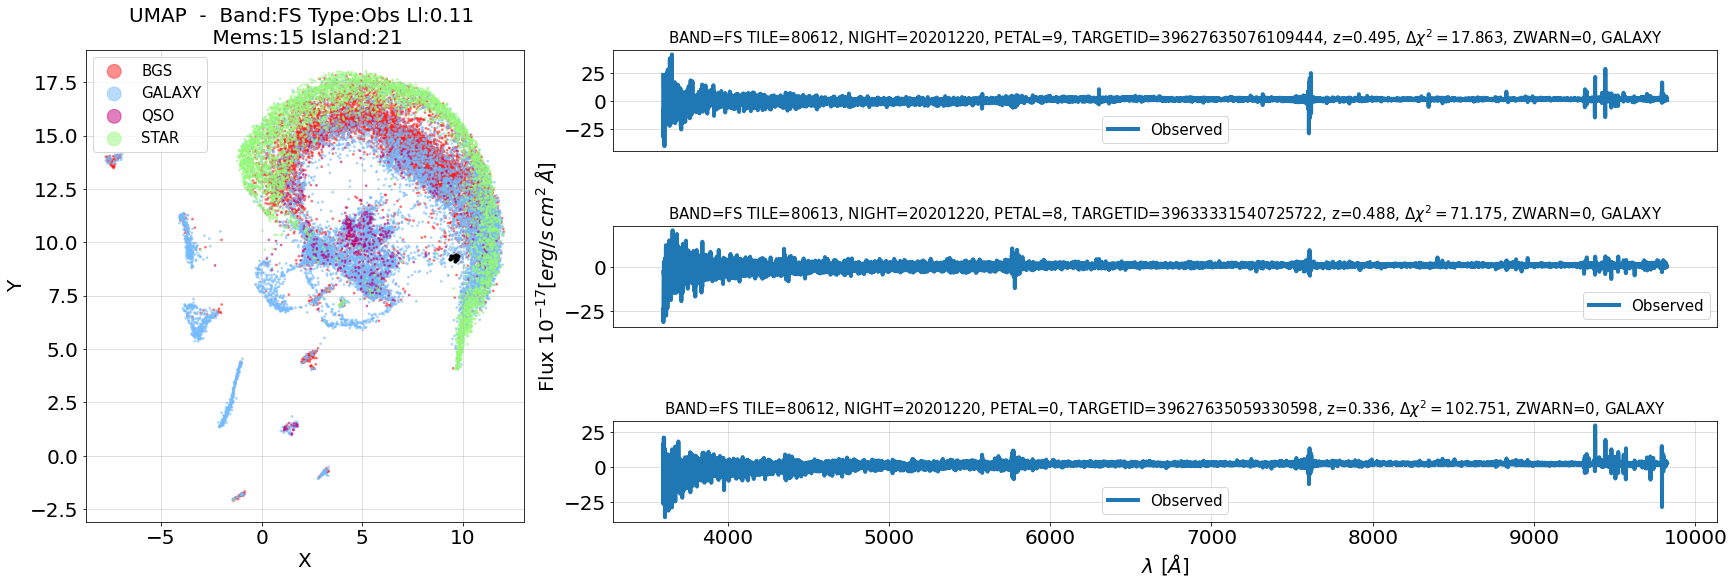 UMAP - Band:FS Type:Obs Ll:0.11
Mems:15 Island:21
BGS
GALAXY
QSO
STAR
17.5
15.0
12.5
10.0
7.5
5.0
2.5
0.0
−2.5
Y
−5
0
5
10
X
Flux 10⁻¹⁷[erg/s cm² Å]
BAND=FS TILE=80612, NIGHT=20201220, PETAL=9, TARGETID=39627635076109444, z=0.495, Δχ² = 17.863, ZWARN=0, GALAXY
25
0
−25
Observed
BAND=FS TILE=80613, NIGHT=20201220, PETAL=8, TARGETID=39633331540725722, z=0.488, Δχ² = 71.175, ZWARN=0, GALAXY
0
−25
Observed
BAND=FS TILE=80612, NIGHT=20201220, PETAL=0, TARGETID=39627635059330598, z=0.336, Δχ² = 102.751, ZWARN=0, GALAXY
25
0
−25
Observed
4000
5000
6000
7000
8000
9000
10000
λ [Å]